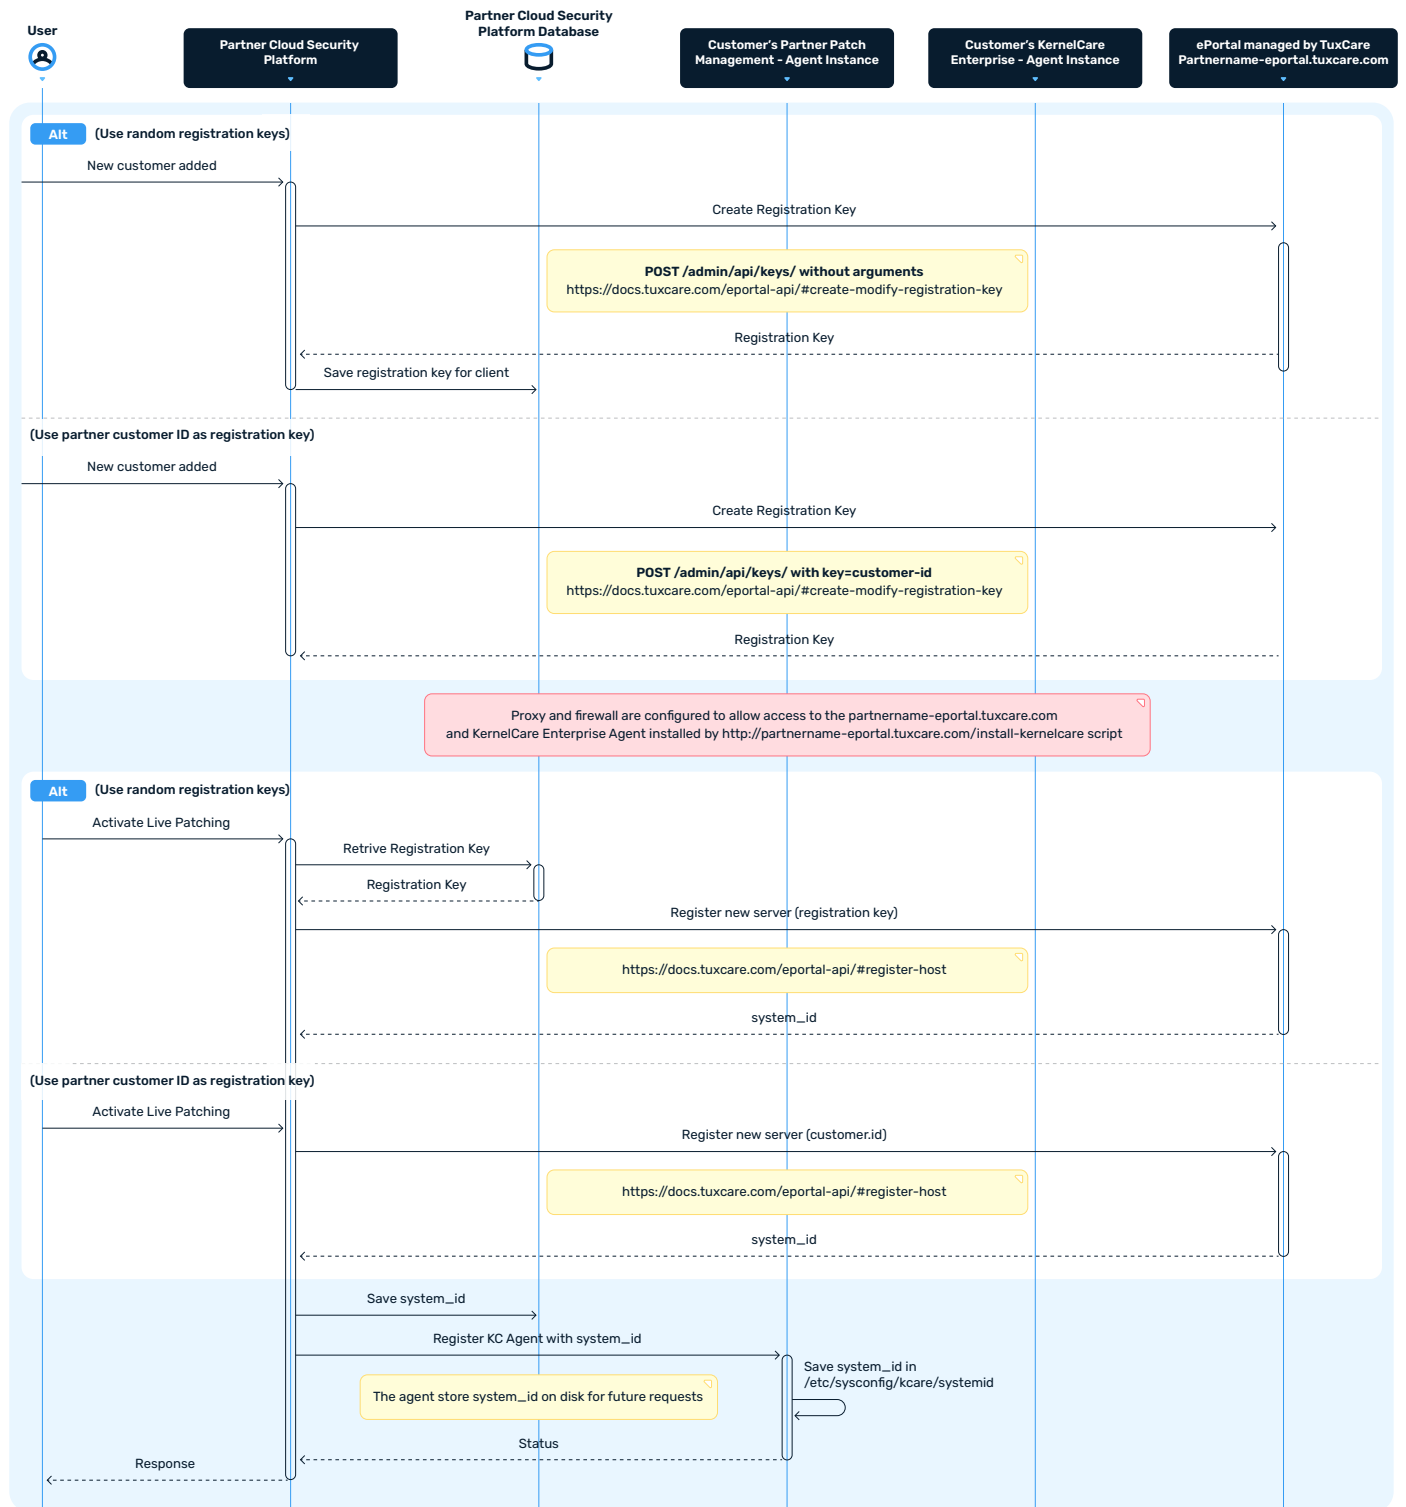 User
Partner Cloud Security
Platform
Partner Cloud Security
Platform Database
Customer's Partner Patch
Management - Agent Instance
Customer's KernelCare
Enterprise - Agent Instance
ePortal managed by TuxCare
Partnername-eportal.tuxcare.com
Alt (Use random registration keys)
New customer added
Create Registration Key
POST /admin/api/keys/ without arguments
https://docs.tuxcare.com/eportal-api/#create-modify-registration-key
Registration Key
Save registration key for client
(Use partner customer ID as registration key)
New customer added
Create Registration Key
POST /admin/api/keys/ with key=customer-id
https://docs.tuxcare.com/eportal-api/#create-modify-registration-key
Registration Key
Proxy and firewall are configured to allow access to the partnername-eportal.tuxcare.com
and KernelCare Enterprise Agent installed by http://partnername-eportal.tuxcare.com/install-kernelcare script
Alt (Use random registration keys)
Activate Live Patching
Retrive Registration Key
Registration Key
Register new server (registration key)
https://docs.tuxcare.com/eportal-api/#register-host
system_id
(Use partner customer ID as registration key)
Activate Live Patching
Register new server (customer.id)
https://docs.tuxcare.com/eportal-api/#register-host
system_id
Save system_id
Register KC Agent with system_id
Save system_id in
/etc/sysconfig/kcare/systemid
The agent store system_id on disk for future requests
Status
Response